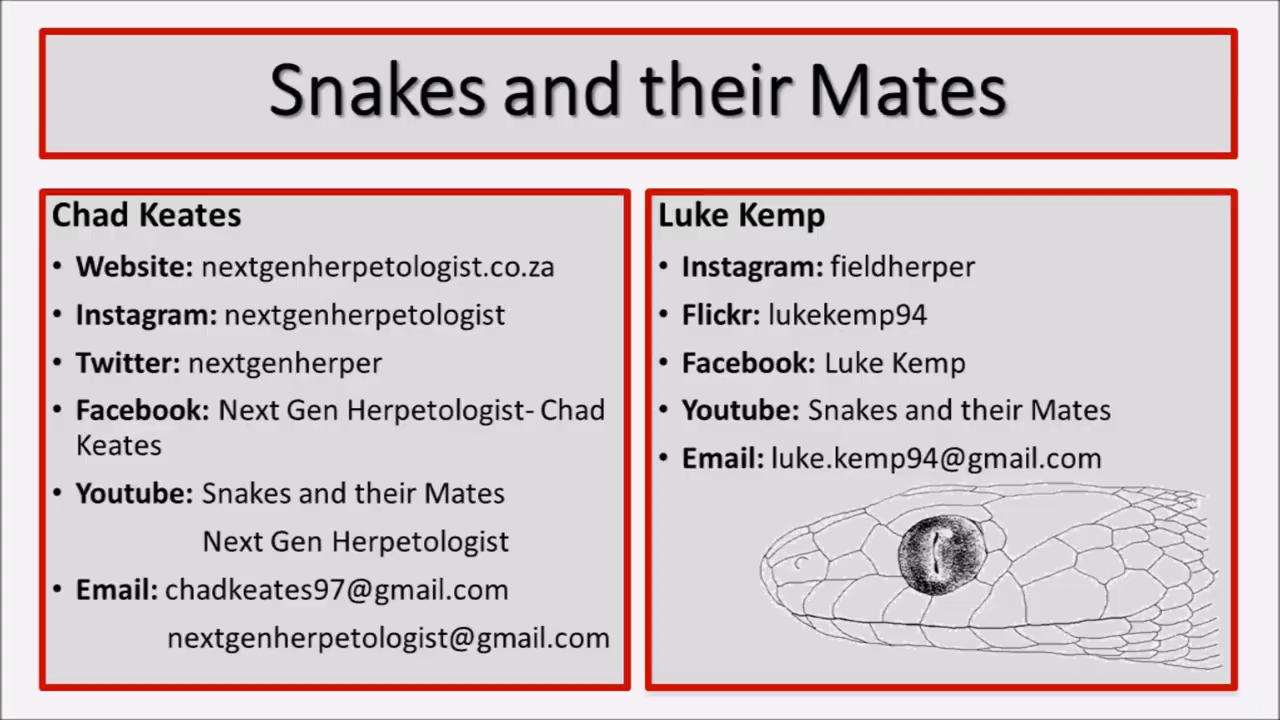 Snakes and their Mates
Chad Keates
• Website: nextgenherpetologist.co.za
• Instagram: nextgenherpetologist
• Twitter: nextgenherper
• Facebook: Next Gen Herpetologist- Chad
Keates
• Youtube: Snakes and their Mates
Next Gen Herpetologist
• Email: chadkeates97@gmail.com
nextgenherpetologist@gmail.com
Luke Kemp
• Instagram: fieldherper
• Flickr: lukekemp94
• Facebook: Luke Kemp
• Youtube: Snakes and their Mates
• Email: luke.kemp94@gmail.com